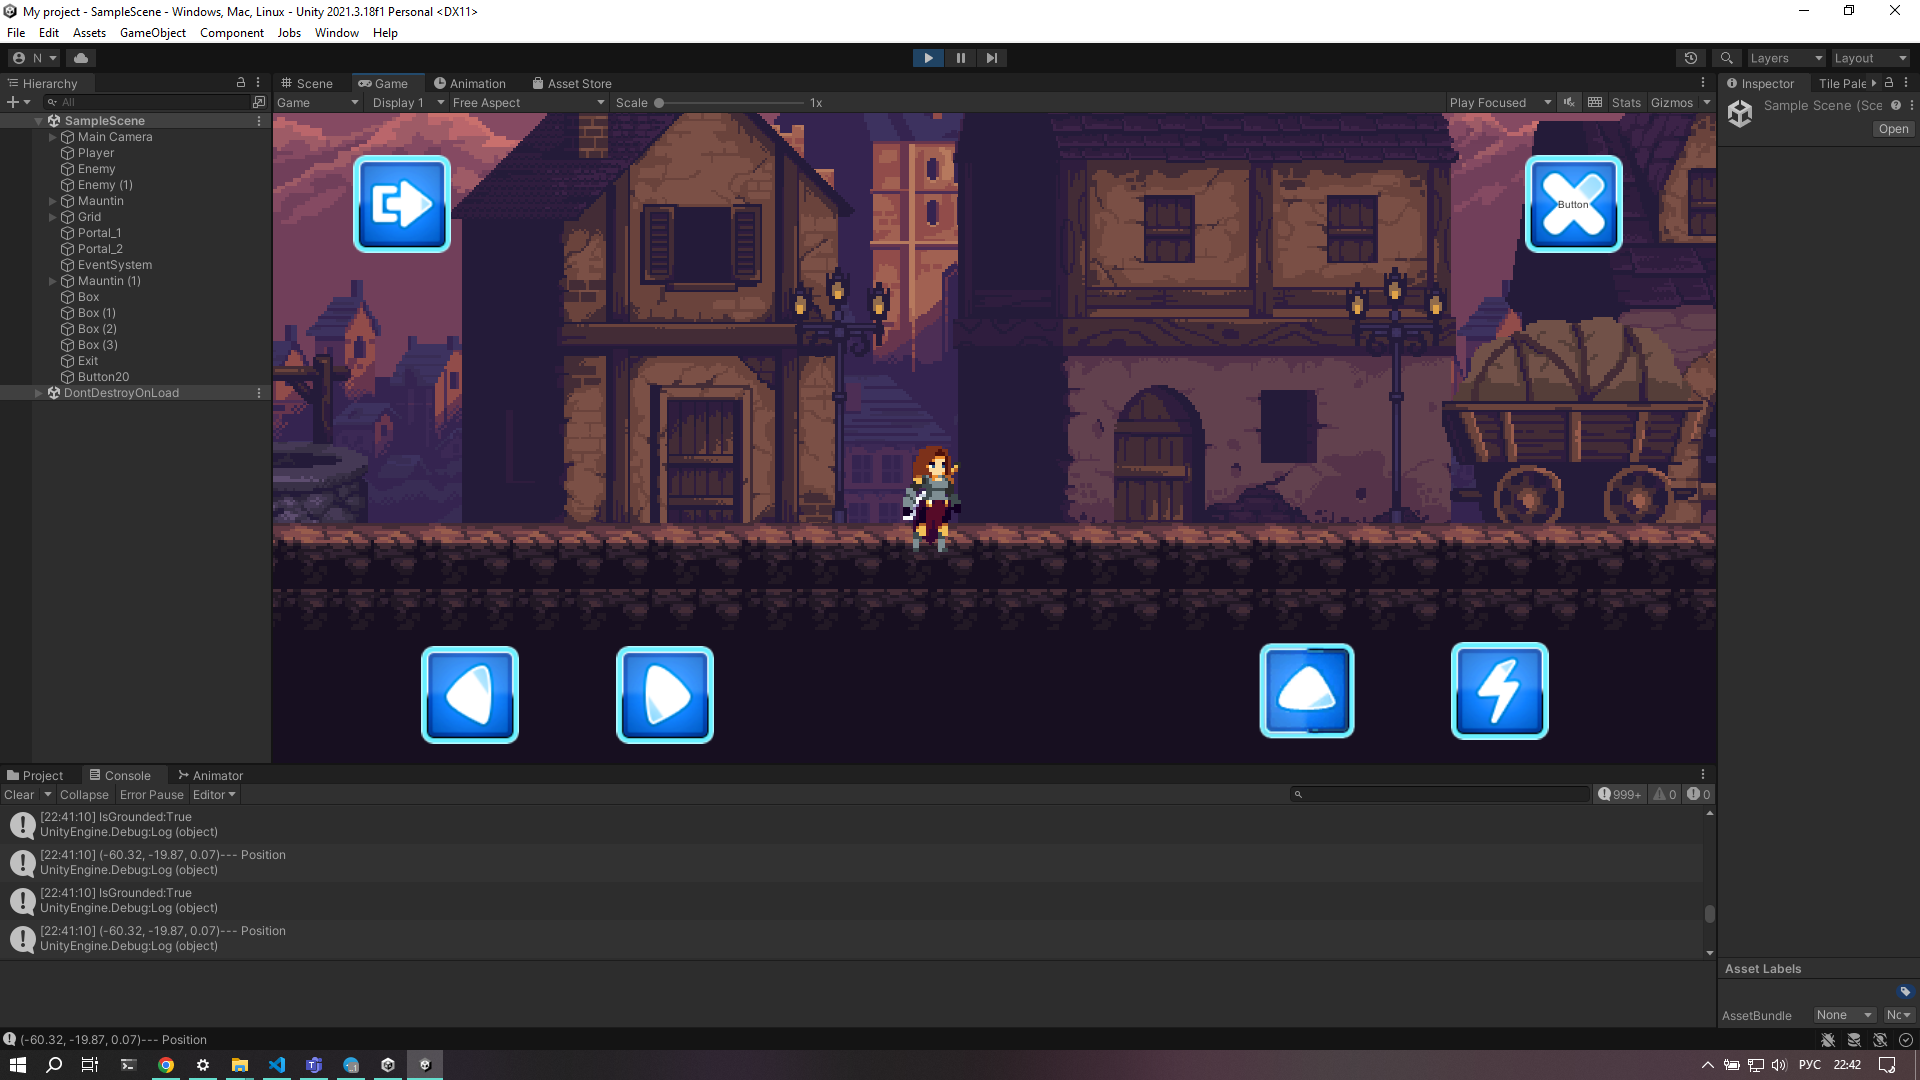 My project - SampleScene - Windows, Mac, Linux - Unity 2021.3.18f1 Personal <DX11>
File Edit Assets GameObject Component Jobs Window Help
N
Layers
Layout
Hierarchy
Scene
Game
Animation
Asset Store
Inspector
Tile Pale
All
Game
Display 1
Free Aspect
Scale
1x
Play Focused
Stats
Gizmos
Sample Scene (Sce
Open
SampleScene
Main Camera
Player
Enemy
Enemy (1)
Mauntin
Grid
Portal_1
Portal_2
EventSystem
Mauntin (1)
Box
Box (1)
Box (2)
Box (3)
Exit
Button20
DontDestroyOnLoad
Button
Project
Console
Animator
Clear
Collapse
Error Pause
Editor
999+
0
0
[22:41:10] IsGrounded:True
UnityEngine.Debug:Log (object)
[22:41:10] (-60.32, -19.87, 0.07)--- Position
UnityEngine.Debug:Log (object)
[22:41:10] IsGrounded:True
UnityEngine.Debug:Log (object)
[22:41:10] (-60.32, -19.87, 0.07)--- Position
UnityEngine.Debug:Log (object)
Asset Labels
AssetBundle
None
Nc
(-60.32, -19.87, 0.07)--- Position
РУС
22:42